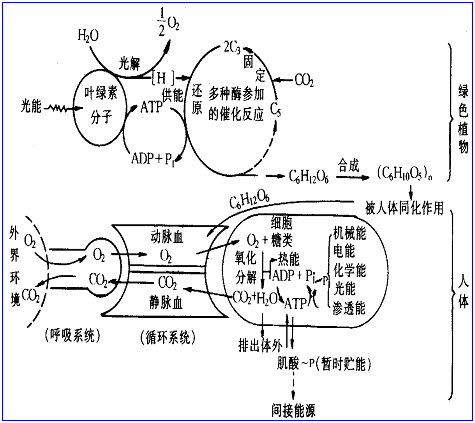 1/2 O₂
H₂O
光解
2C₃
固定
CO₂
C₅
[H]
还原
供能
多种酶参加
的催化反应
光能
叶绿素
分子
ATP
ADP+Pi
C₆H₁₂O₆
合成
(C₆H₁₀O₅)n
绿色植物
被人体同化作用
C₆H₁₂O₆
外界环境
O₂
CO₂
O₂
CO₂
动脉血
O₂
CO₂
静脉血
细胞
O₂+糖类
氧化
分解
热能
ADP+Pi
~P
CO₂+H₂O
ATP
机械能
电能
化学能
光能
渗透能
人体
(呼吸系统)
(循环系统)
排出体外
肌酸~P(暂时贮能)
间接能源